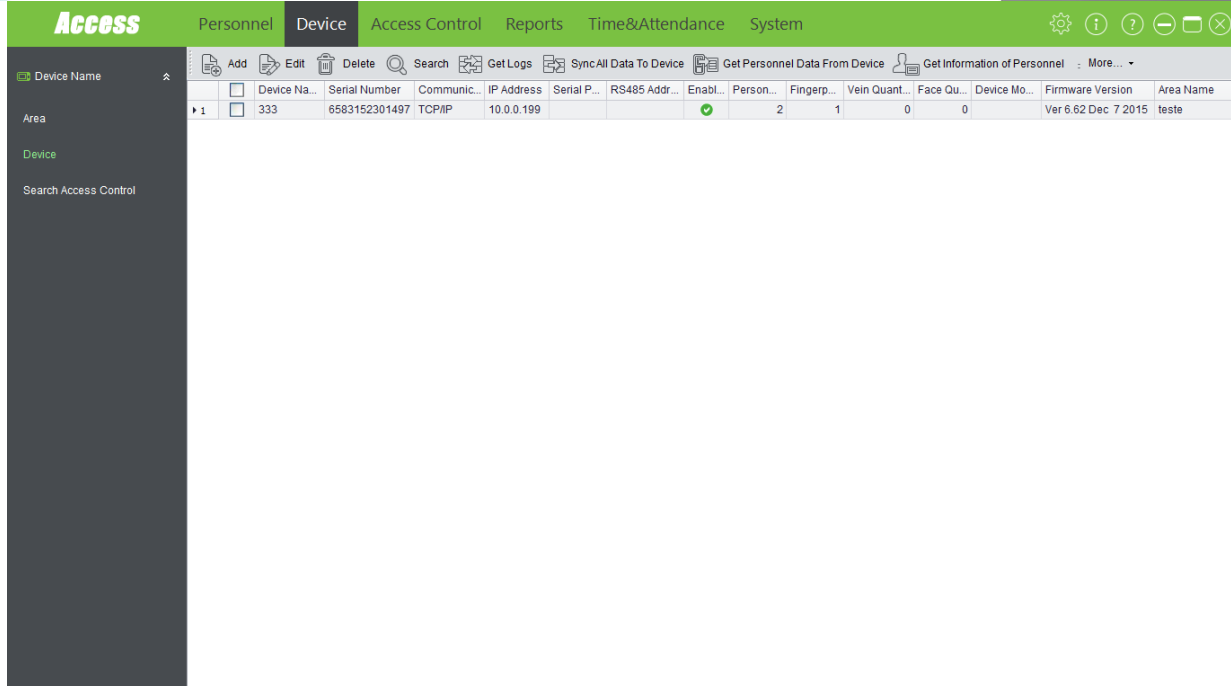 Access Personnel Device Access Control Reports Time&Attendance System
Add Edit Delete Search Get Logs Sync All Data To Device Get Personnel Data From Device Get Information of Personnel More...
Device Name
Area
Device
Search Access Control
Device Na... Serial Number Communic... IP Address Serial P... RS485 Addr... Enabl... Person... Fingerp... Vein Quant... Face Qu... Device Mo... Firmware Version Area Name
1 333 6583152301497 TCP/IP 10.0.0.199 2 1 0 0 Ver 6.62 Dec 7 2015 teste